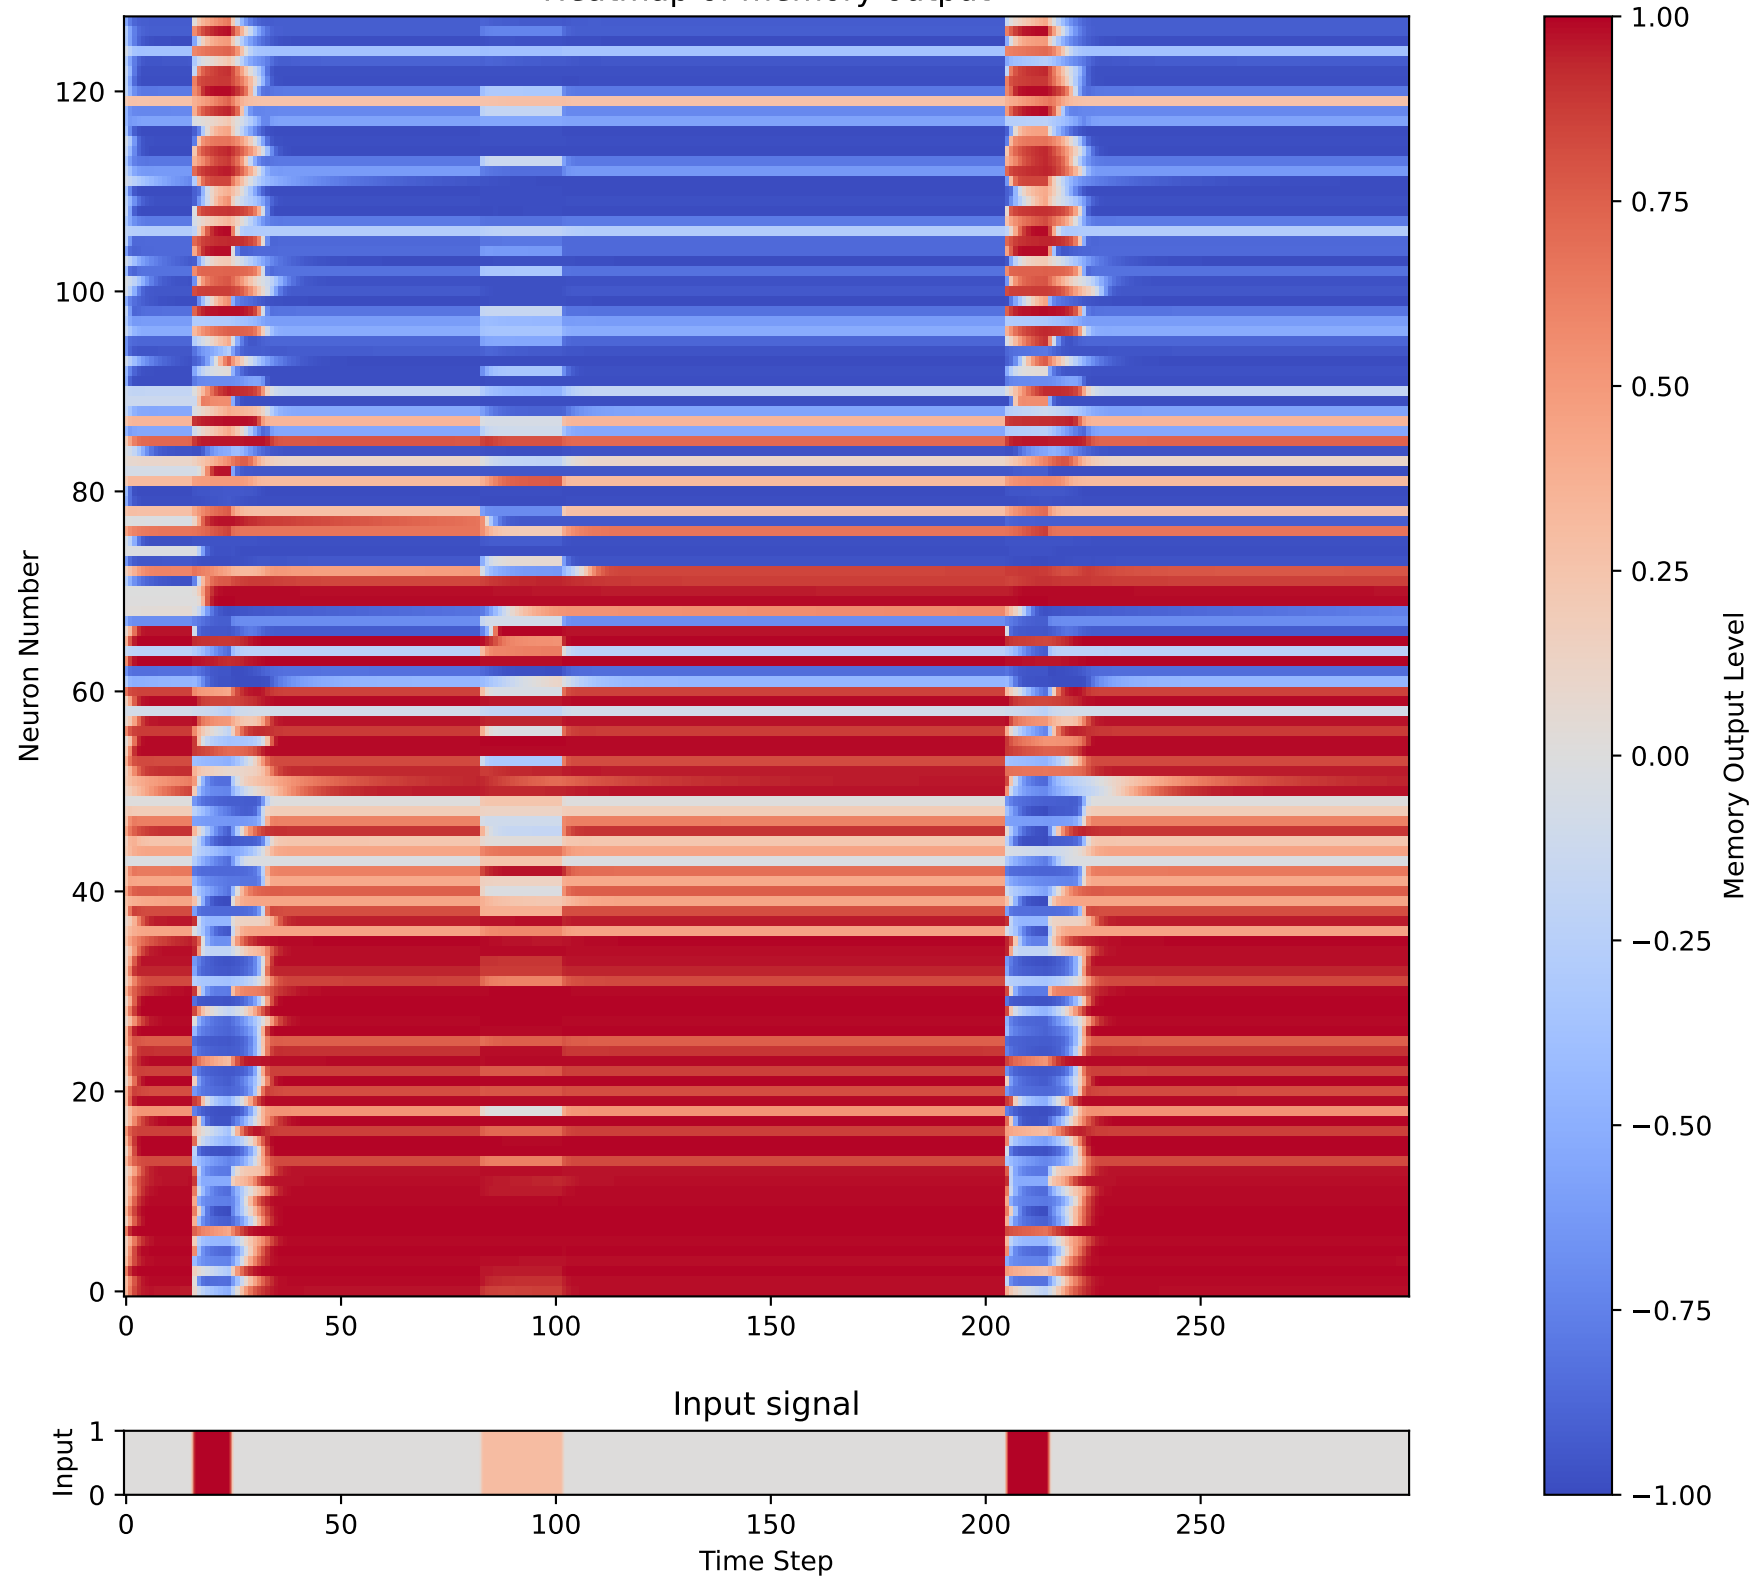 120
100
80
60
40
20
0
Neuron Number
0 50 100 150 200 250
Input signal
1
0
Input
0 50 100 150 200 250
Time Step
1.00
0.75
0.50
0.25
0.00
−0.25
−0.50
−0.75
−1.00
Memory Output Level